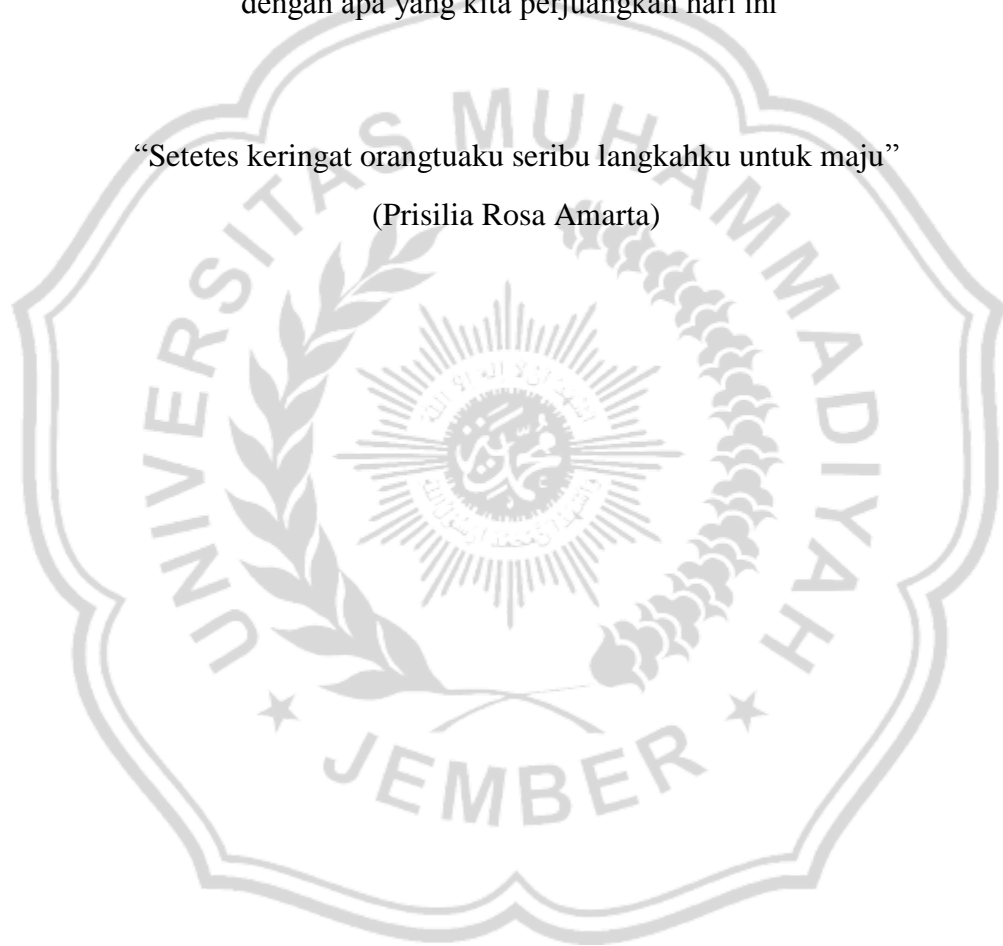 dengan apa yang kita perjuangkan hari ini
“Setetes keringat orangtuaku seribu langkahku untuk maju”
(Prisilia Rosa Amarta)
UNIVERSITAS MUHAMMADIYAH
JEMBER